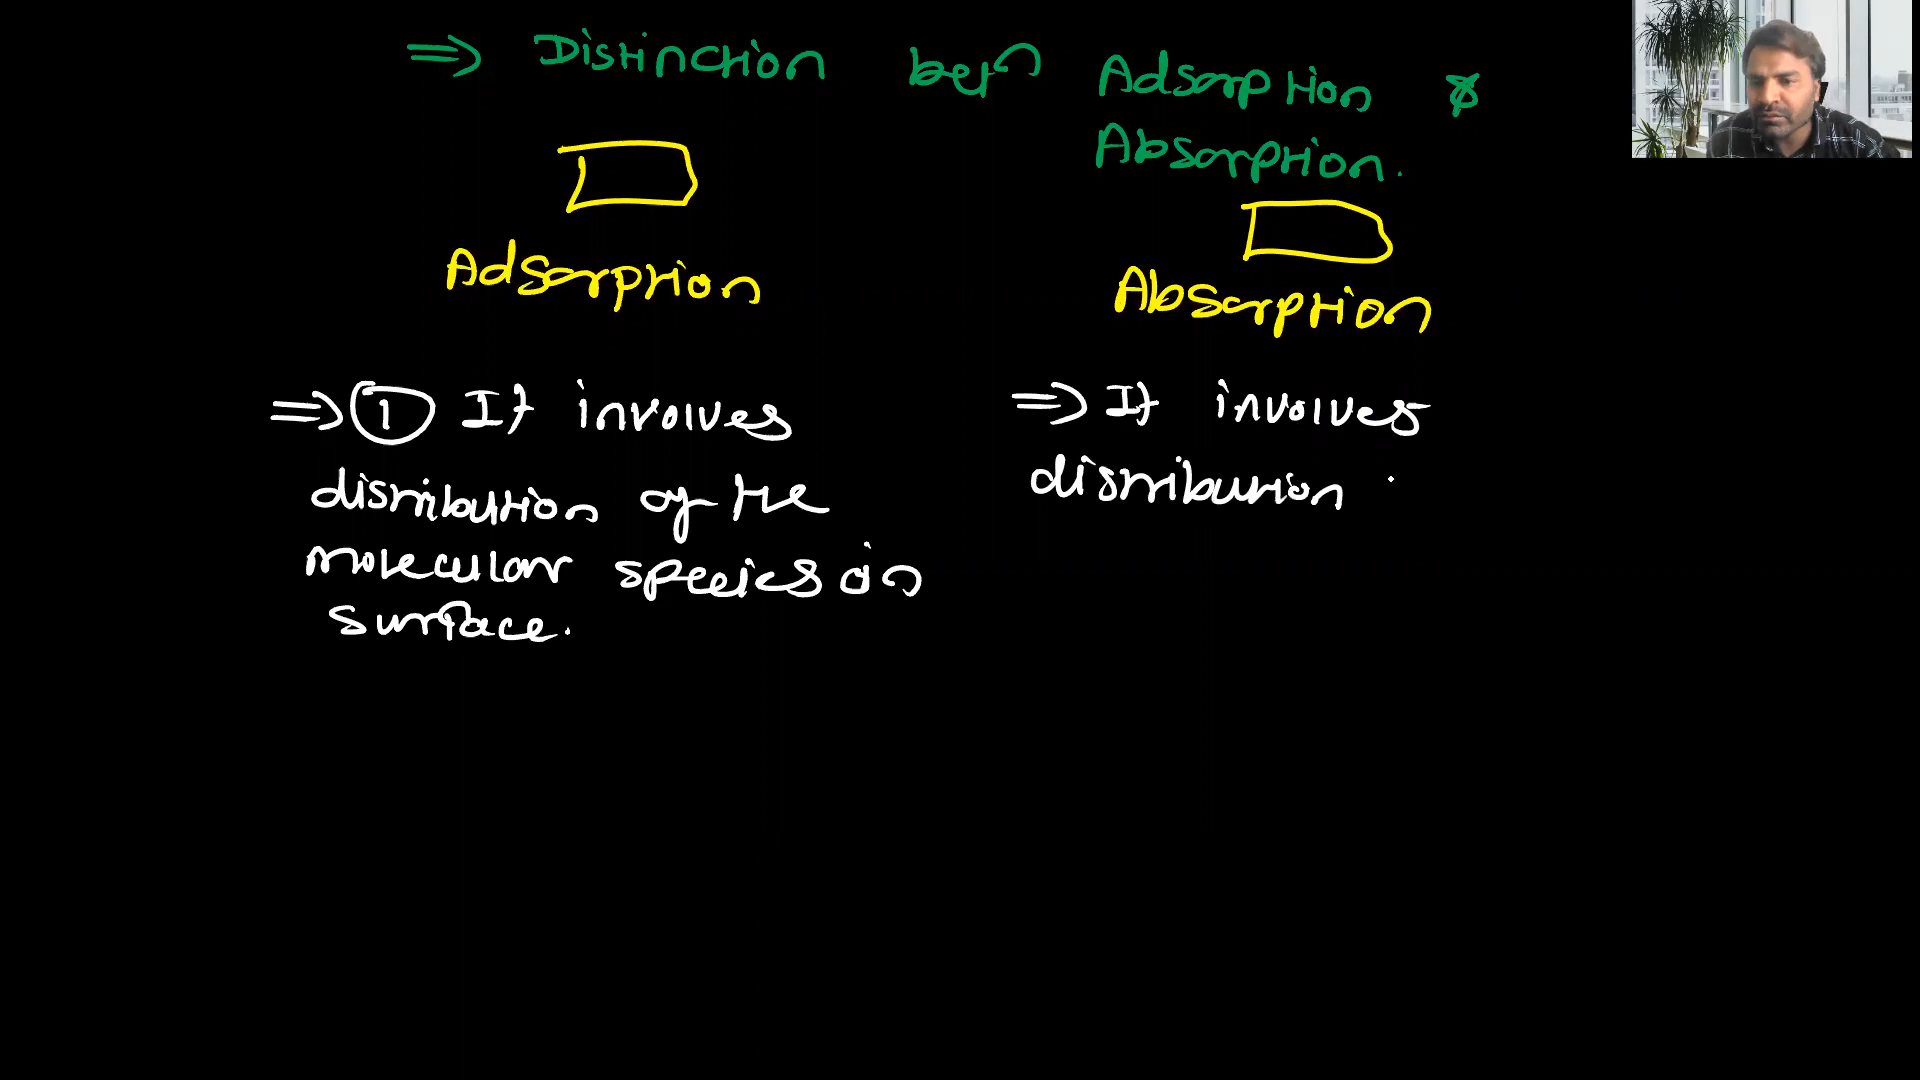 ⇒ Distinction betn Adsorption &
Absorption.
Adsorption
Absorption
⇒ ① It involves
distribution of the
molecular species on
surface.
⇒ It involves
distribution